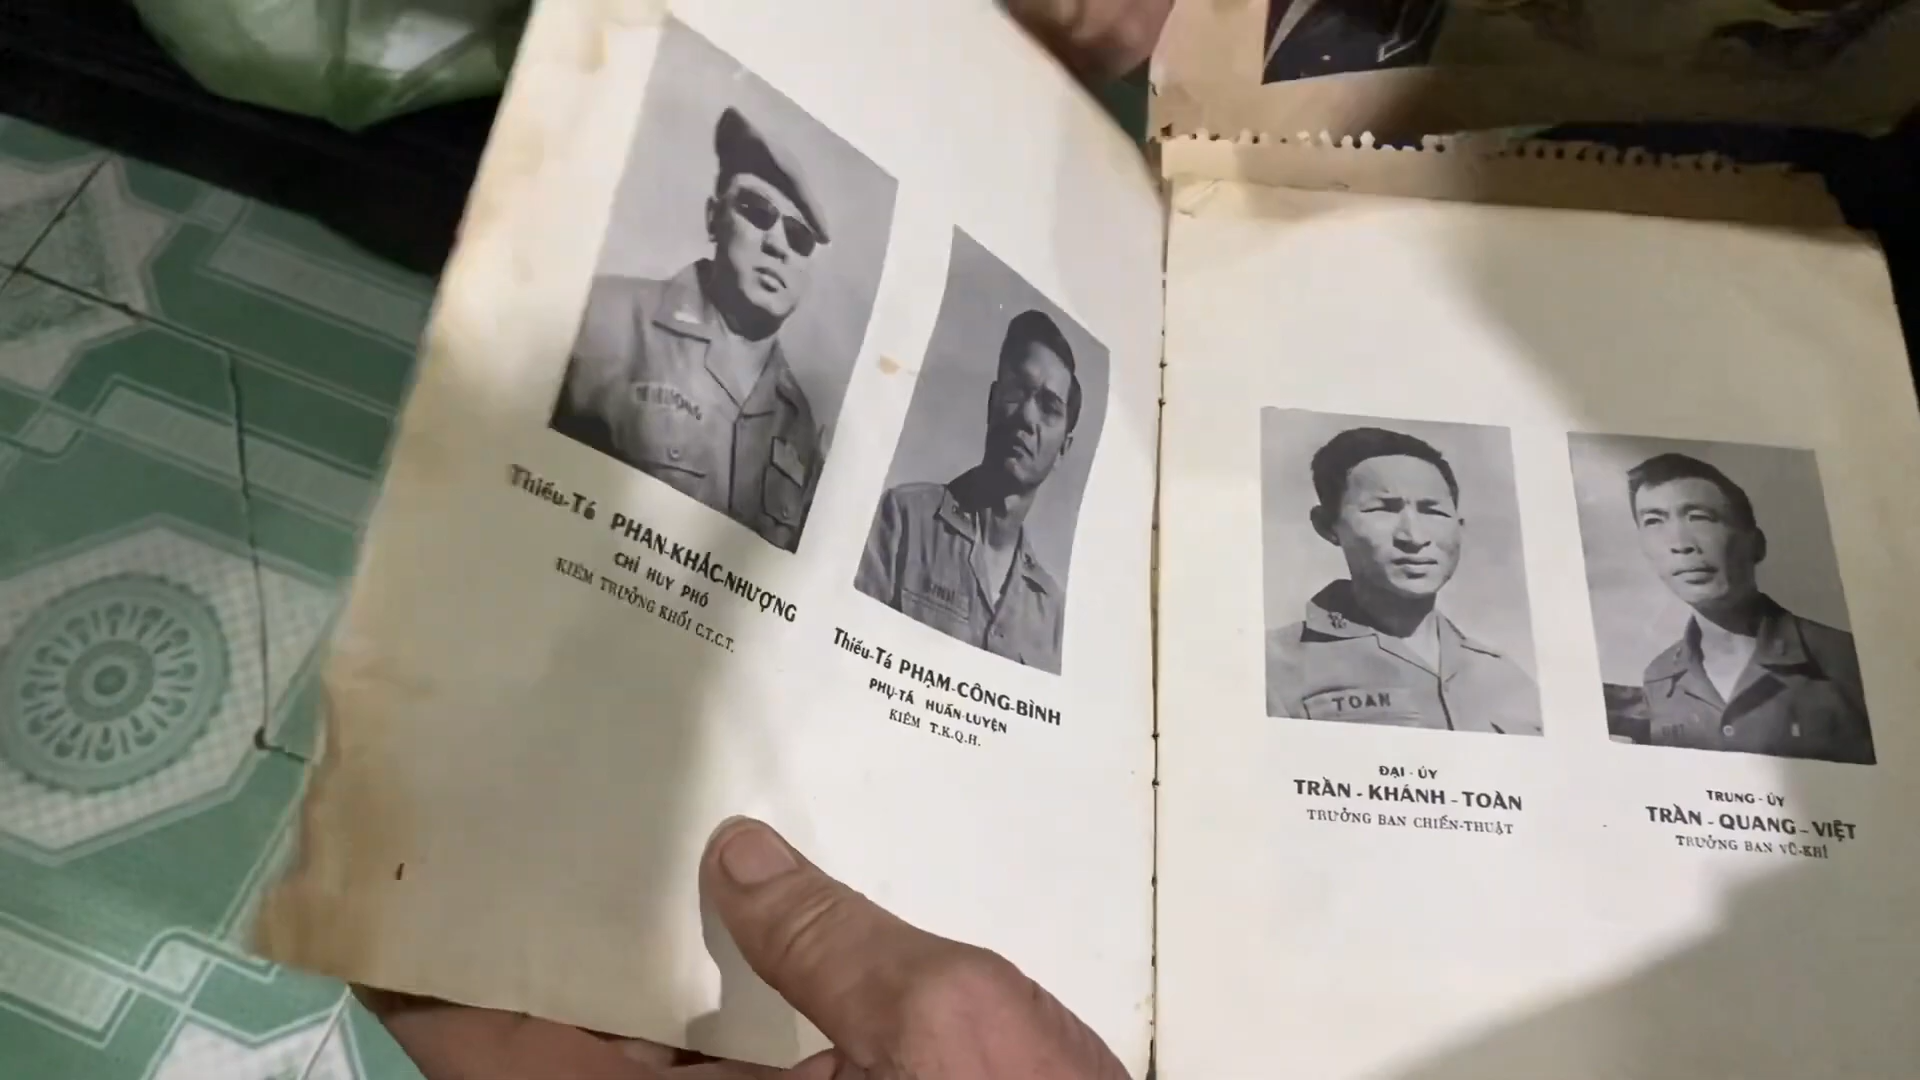 Thiếu-Tá PHAN-KHẮC-NHƯỢNG
CHỈ HUY PHÓ
KIÊM TRƯỞNG KHỐI C.T.C.T.
Thiếu-Tá PHẠM-CÔNG-BÌNH
PHỤ-TÁ HUẤN-LUYỆN
KIÊM T.K.Q.H.
TOAN
ĐẠI - ÚY
TRẦN - KHÁNH - TOÀN
TRƯỞNG BAN CHIẾN-THUẬT
TRUNG - ÚY
TRẦN - QUANG - VIỆT
TRƯỞNG BAN VŨ-KHÍ